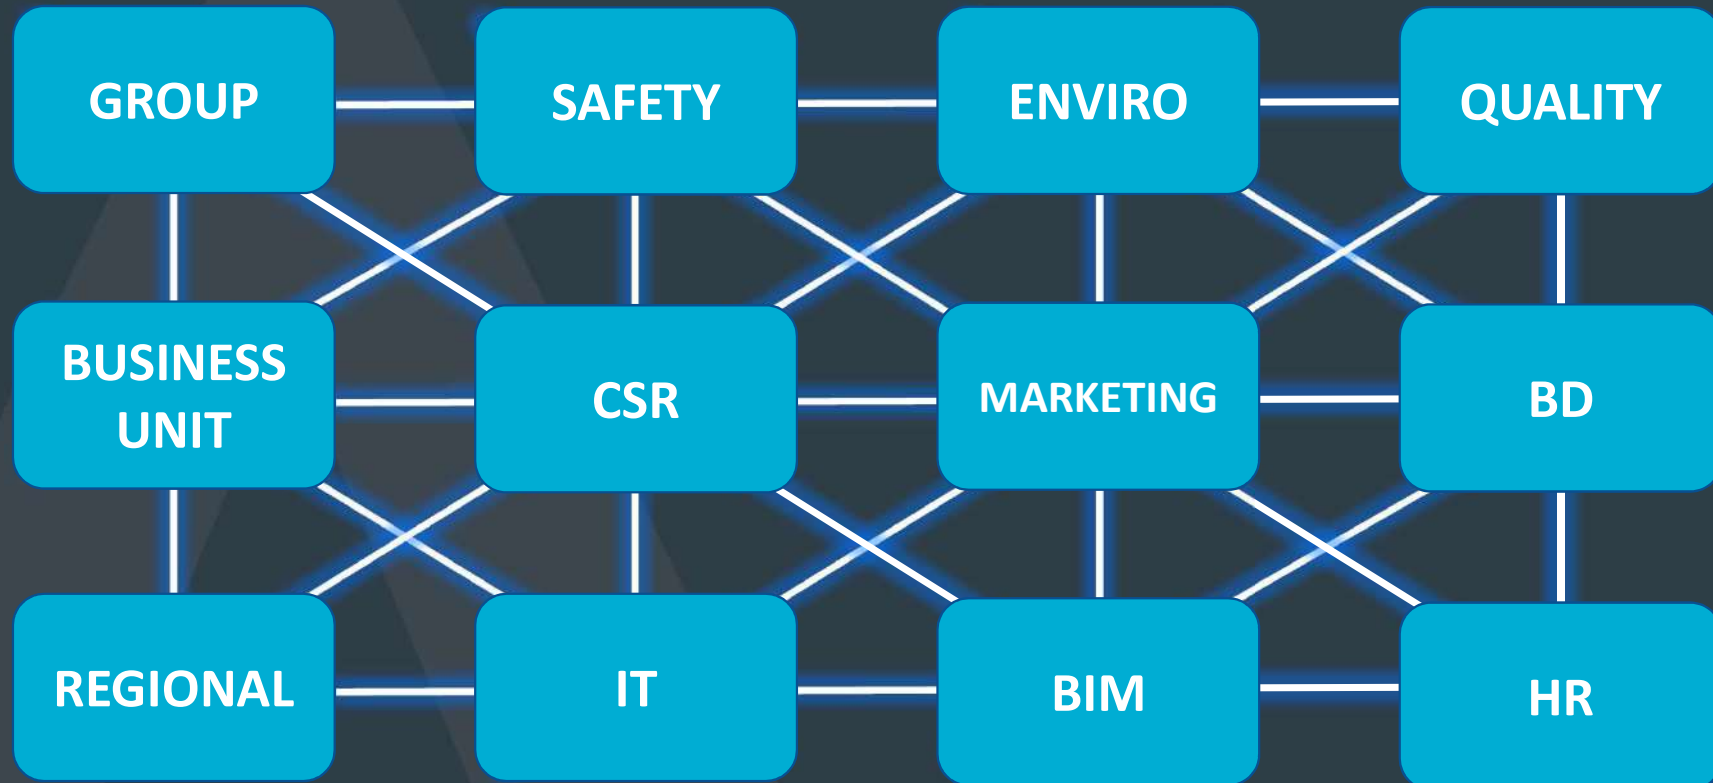 GROUP
SAFETY
ENVIRO
QUALITY
BUSINESS
UNIT
CSR
MARKETING
BD
REGIONAL
IT
BIM
HR